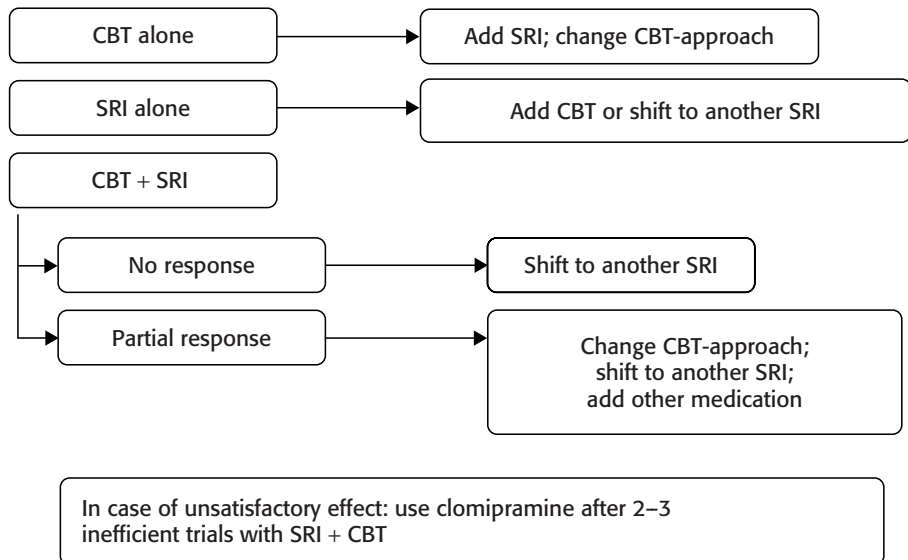 CBT alone
Add SRI; change CBT-approach
SRI alone
Add CBT or shift to another SRI
CBT + SRI
No response
Shift to another SRI
Partial response
Change CBT-approach;
shift to another SRI;
add other medication
In case of unsatisfactory effect: use clomipramine after 2–3
inefficient trials with SRI + CBT